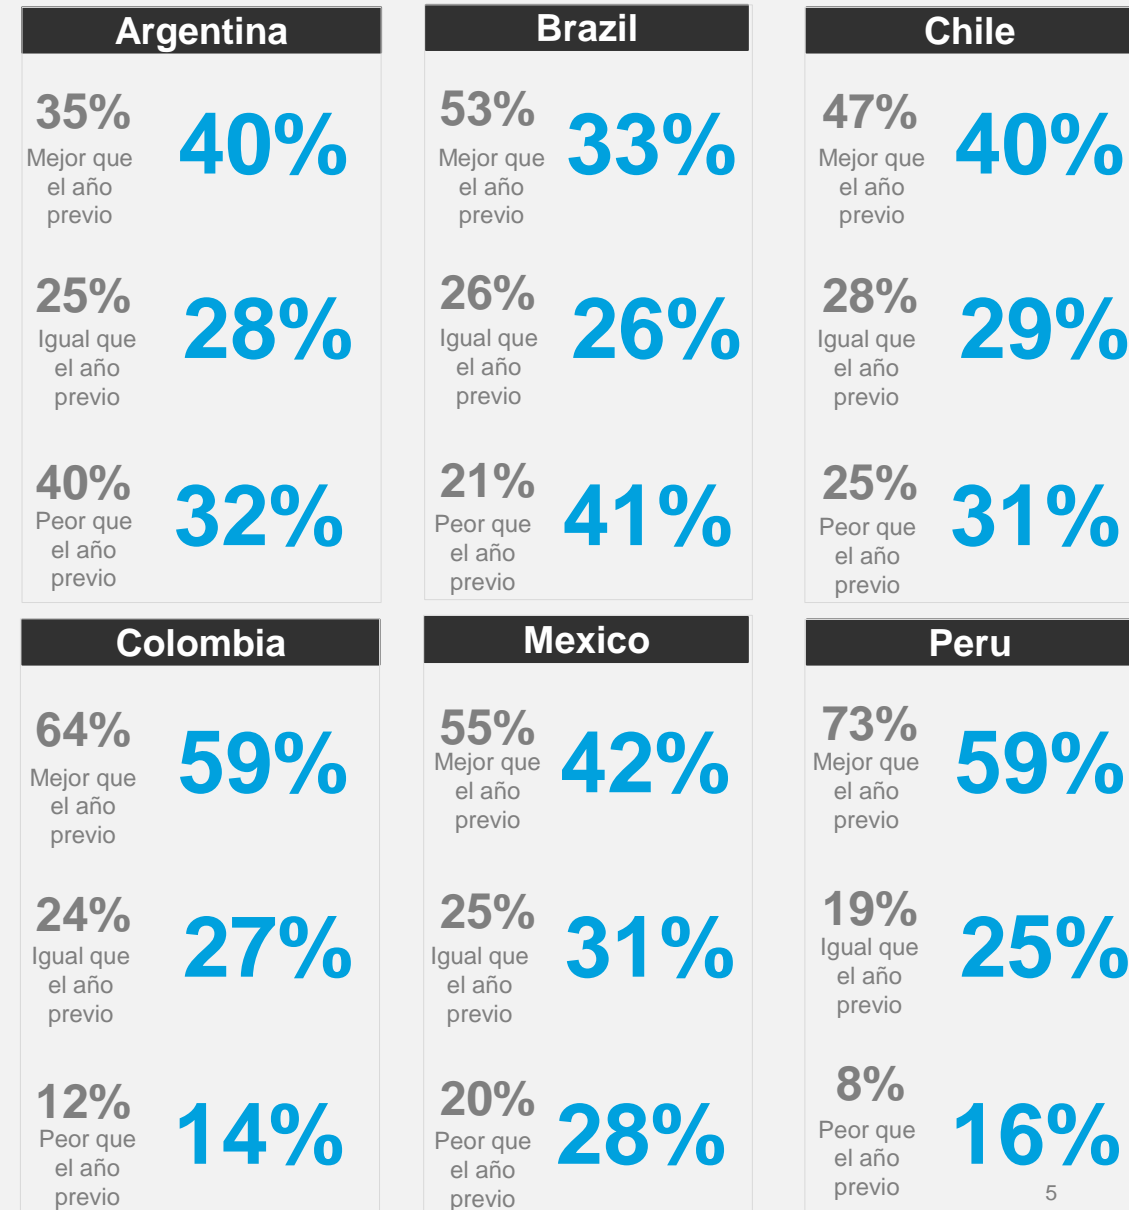 Argentina
35%
Mejor que
el año
previo
40%
25%
Igual que
el año
previo
28%
40%
Peor que
el año
previo
32%
Brazil
53%
Mejor que
el año
previo
33%
26%
Igual que
el año
previo
26%
21%
Peor que
el año
previo
41%
Chile
47%
Mejor que
el año
previo
40%
28%
Igual que
el año
previo
29%
25%
Peor que
el año
previo
31%
Colombia
64%
Mejor que
el año
previo
59%
24%
Igual que
el año
previo
27%
12%
Peor que
el año
previo
14%
Mexico
55%
Mejor que
el año
previo
42%
25%
Igual que
el año
previo
31%
20%
Peor que
el año
previo
28%
Peru
73%
Mejor que
el año
previo
59%
19%
Igual que
el año
previo
25%
8%
Peor que
el año
previo
16%
5